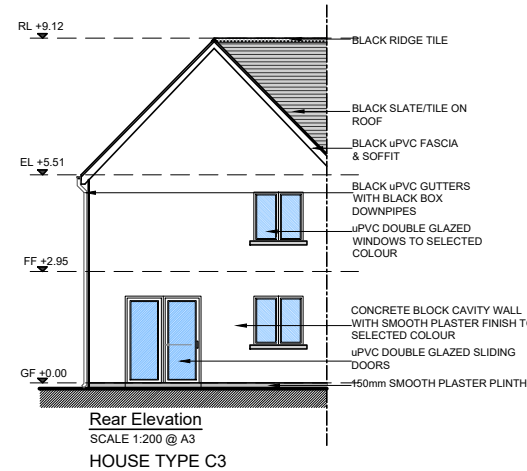 RL +9.12
BLACK RIDGE TILE
BLACK SLATE/TILE ON
ROOF
BLACK uPVC FASCIA
& SOFFIT
EL +5.51
BLACK uPVC GUTTERS
WITH BLACK BOX
DOWNPIPES
uPVC DOUBLE GLAZED
WINDOWS TO SELECTED
COLOUR
FF +2.95
CONCRETE BLOCK CAVITY WALL
WITH SMOOTH PLASTER FINISH TO
SELECTED COLOUR
uPVC DOUBLE GLAZED SLIDING
DOORS
GF +0.00
150mm SMOOTH PLASTER PLINTH
Rear Elevation
SCALE 1:200 @ A3
HOUSE TYPE C3